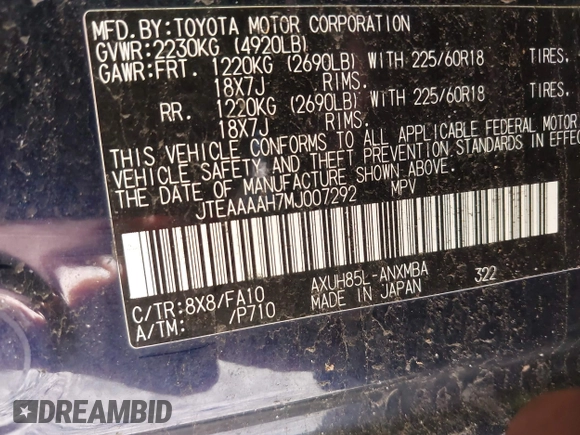 MFD.BY:TOYOTA MOTOR CORPORATION
GVWR:2230KG (4920LB)
GAWR:FRT. 1220KG (2690LB) WITH 225/60R18 TIRES,
18X7J RIMS.
RR. 1220KG (2690LB) WITH 225/60R18 TIRES,
18X7J RIMS.
THIS VEHICLE CONFORMS TO ALL APPLICABLE FEDERAL MOTOR
VEHICLE SAFETY AND THEFT PREVENTION STANDARDS IN EFFECT
THE DATE OF MANUFACTURE SHOWN ABOVE.
JTEAAAAH7MJ007292 MPV
C/TR:8X8/FA10 AXUH85L-ANXMBA 322
A/TM: /P710 MADE IN JAPAN
DREAMBID